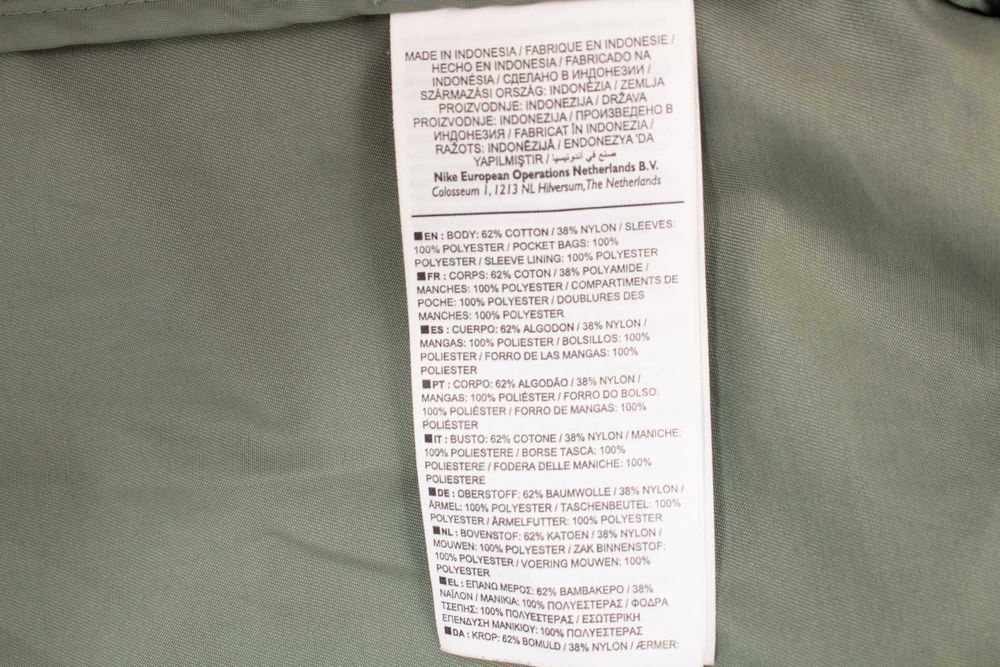 MADE IN INDONESIA / FABRIQUE EN INDONESIE /
HECHO EN INDONESIA / FABRICADO NA
INDONÉSIA / СДЕЛАНО В ИНДОНЕЗИИ /
SZÁRMAZÁSI ORSZÁG: INDONÉZIA / ZEMLJA
PROIZVODNJE: INDONEZIJA / DRŽAVA
PROIZVODNJE: INDONEZIJA / ПРОИЗВЕДЕНО В
ИНДОНЕЗИЯ / FABRICAT ÎN INDONEZIA /
RAŽOTS: INDONĒZIJĀ / ENDONEZYA 'DA
YAPILMIŞTIR / صنع في أندونيسيا
Nike European Operations Netherlands B.V.
Colosseum 1, 1213 NL Hilversum, The Netherlands
■ EN : BODY: 62% COTTON / 38% NYLON / SLEEVES:
100% POLYESTER / POCKET BAGS: 100%
POLYESTER / SLEEVE LINING: 100% POLYESTER
■ FR : CORPS: 62% COTON / 38% POLYAMIDE /
MANCHES: 100% POLYESTER / COMPARTIMENTS DE
POCHE: 100% POLYESTER / DOUBLURES DES
MANCHES: 100% POLYESTER
■ ES : CUERPO: 62% ALGODON / 38% NYLON /
MANGAS: 100% POLIESTER / BOLSILLOS: 100%
POLIESTER / FORRO DE LAS MANGAS: 100%
POLIESTER
■ PT : CORPO: 62% ALGODÃO / 38% NYLON /
MANGAS: 100% POLIÉSTER / FORRO DO BOLSO:
100% POLIÉSTER / FORRO DE MANGAS: 100%
POLIÉSTER
■ IT : BUSTO: 62% COTONE / 38% NYLON / MANICHE:
100% POLIESTERE / BORSE TASCA: 100%
POLIESTERE / FODERA DELLE MANICHE: 100%
POLIESTERE
■ DE : OBERSTOFF: 62% BAUMWOLLE / 38% NYLON /
ÄRMEL: 100% POLYESTER / TASCHENBEUTEL: 100%
POLYESTER / ÄRMELFUTTER: 100% POLYESTER
■ NL : BOVENSTOF: 62% KATOEN / 38% NYLON /
MOUWEN: 100% POLYESTER / ZAK BINNENSTOF:
100% POLYESTER / VOERING MOUWEN: 100%
POLYESTER
■ EL : ΕΠΑΝΩ ΜΕΡΟΣ: 62% ΒΑΜΒΑΚΕΡΟ / 38%
ΝΑΪΛΟΝ / ΜΑΝΙΚΙΑ: 100% ΠΟΛΥΕΣΤΕΡΑΣ / ΦΟΔΡΑ
ΤΣΕΠΗΣ: 100% ΠΟΛΥΕΣΤΕΡΑΣ / ΕΣΩΤΕΡΙΚΗ
ΕΠΕΝΔΥΣΗ ΜΑΝΙΚΙΟΥ: 100% ΠΟΛΥΕΣΤΕΡΑΣ
■ DA : KROP: 62% BOMULD / 38% NYLON / ÆRMER: